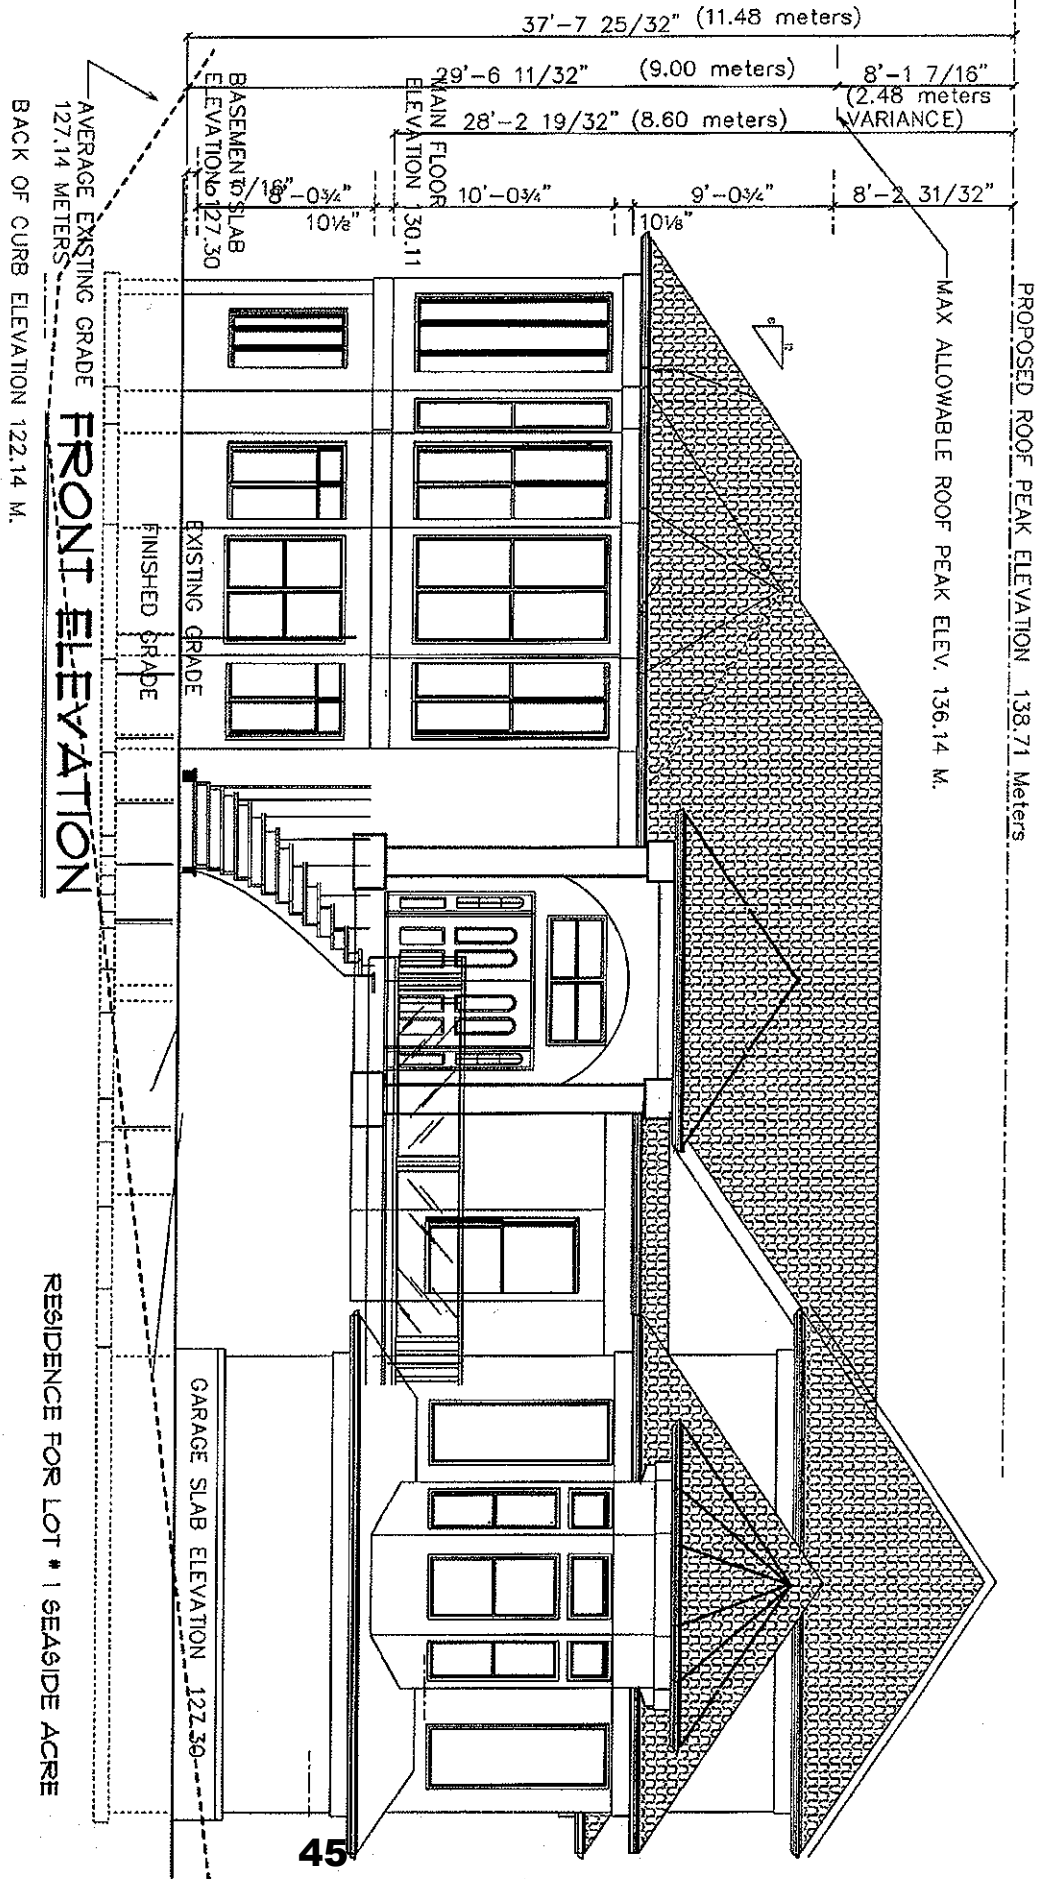 37'-7 25/32" (11.48 meters)
29'-6 11/32" (9.00 meters)
8'-1 7/16"
(2.48 meters
VARIANCE)
28'-2 19/32" (8.60 meters)
8'-0¾"
10⅛"
10'-0¾"
10⅛"
9'-0¾"
8'-2 31/32"
PROPOSED ROOF PEAK ELEVATION 138.71 Meters
MAX ALLOWABLE ROOF PEAK ELEV. 136.14 M.
12
6
MAIN FLOOR
ELEVATION 130.11
BASEMENT SLAB
ELEVATION 127.30
EXISTING GRADE
FINISHED GRADE
GARAGE SLAB ELEVATION 127.30
AVERAGE EXISTING GRADE
127.14 METERS
FRONT ELEVATION
BACK OF CURB ELEVATION 122.14 M.
RESIDENCE FOR LOT # 1 SEASIDE ACRE
45